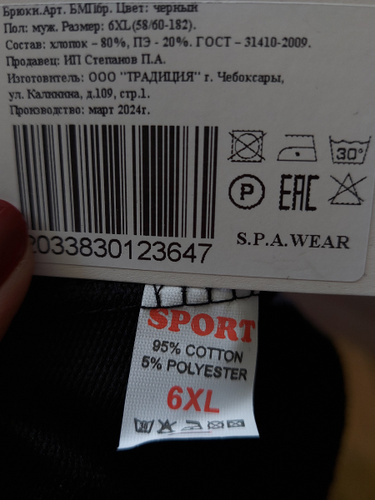 Брюки.Арт. БМПбр. Цвет: черный
Пол: муж. Размер: 6XL(58/60-182).
Состав: хлопок – 80%, ПЭ - 20%. ГОСТ – 31410-2009.
Продавец: ИП Степанов П.А.
Изготовитель: ООО "ТРАДИЦИЯ" г. Чебоксары,
ул. Калинина, д.109, стр.1.
Производство: март 2024г.
30°
P
EAC
2033830123647
S.P.A.WEAR
SPORT
95% COTTON
5% POLYESTER
6XL